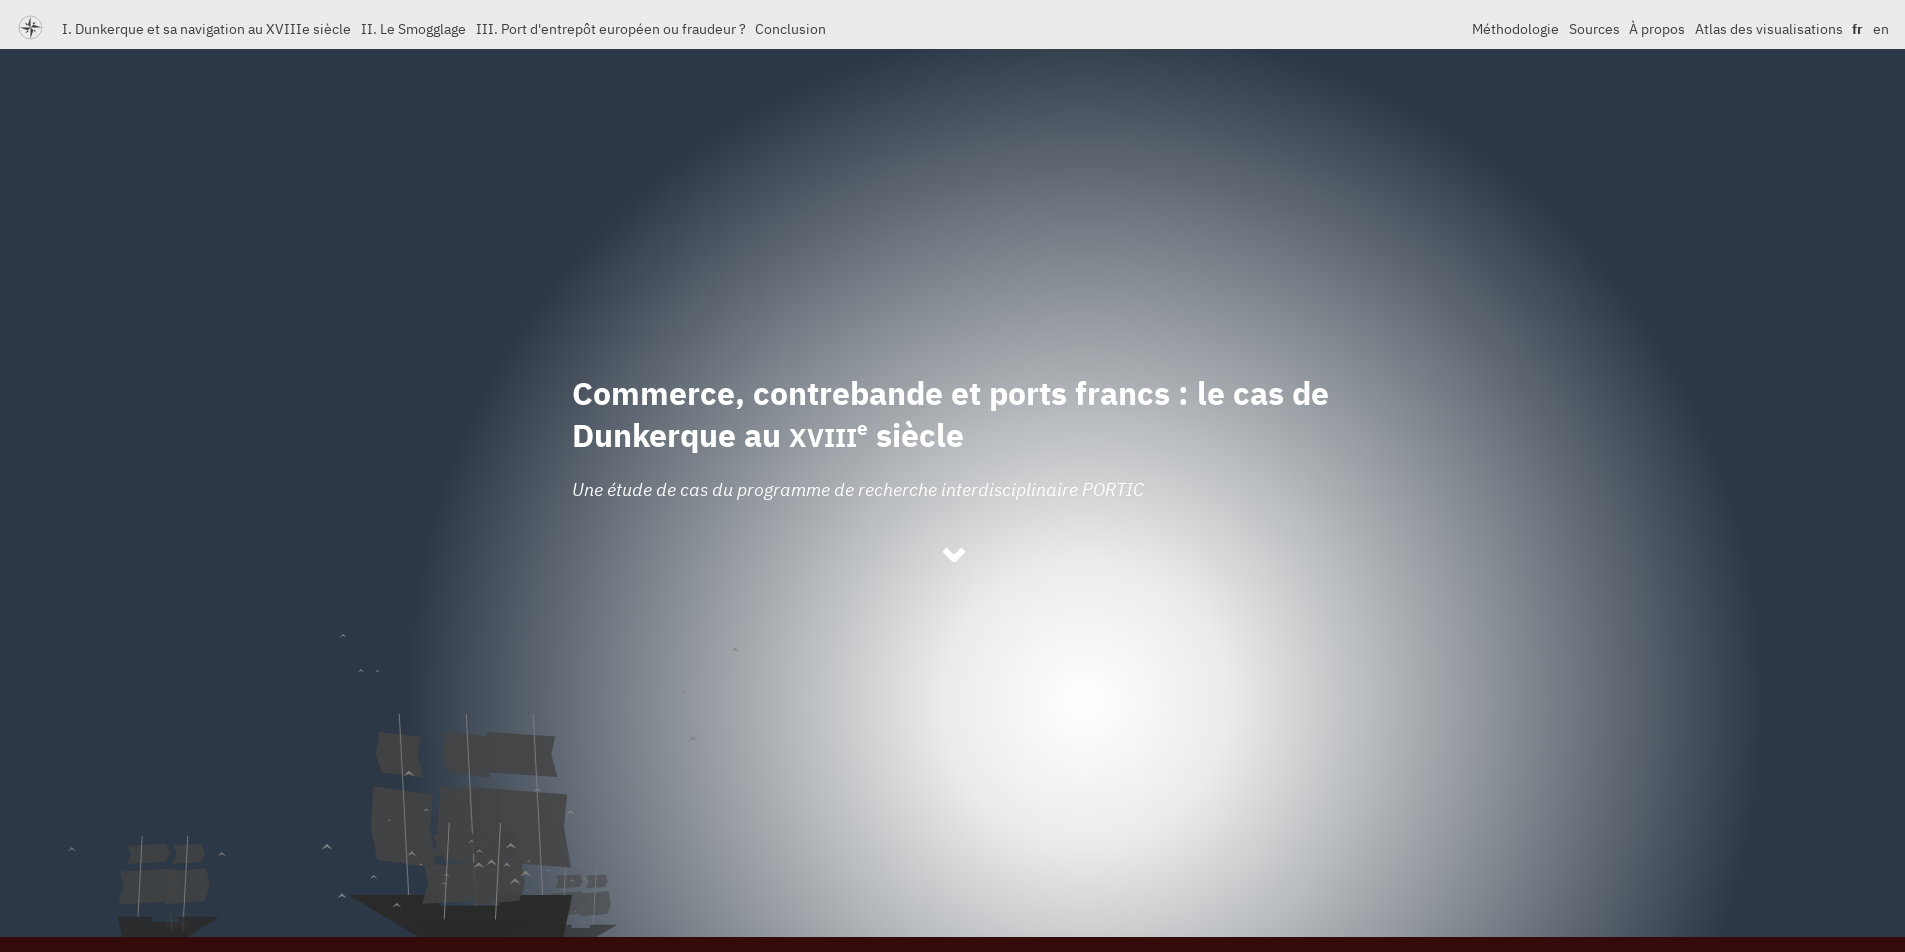 I. Dunkerque et sa navigation au XVIIIe siècle II. Le Smogglage III. Port d'entrepôt européen ou fraudeur ? Conclusion Méthodologie Sources À propos Atlas des visualisations fr en
Commerce, contrebande et ports francs : le cas de
Dunkerque au XVIIIe siècle
Une étude de cas du programme de recherche interdisciplinaire PORTIC